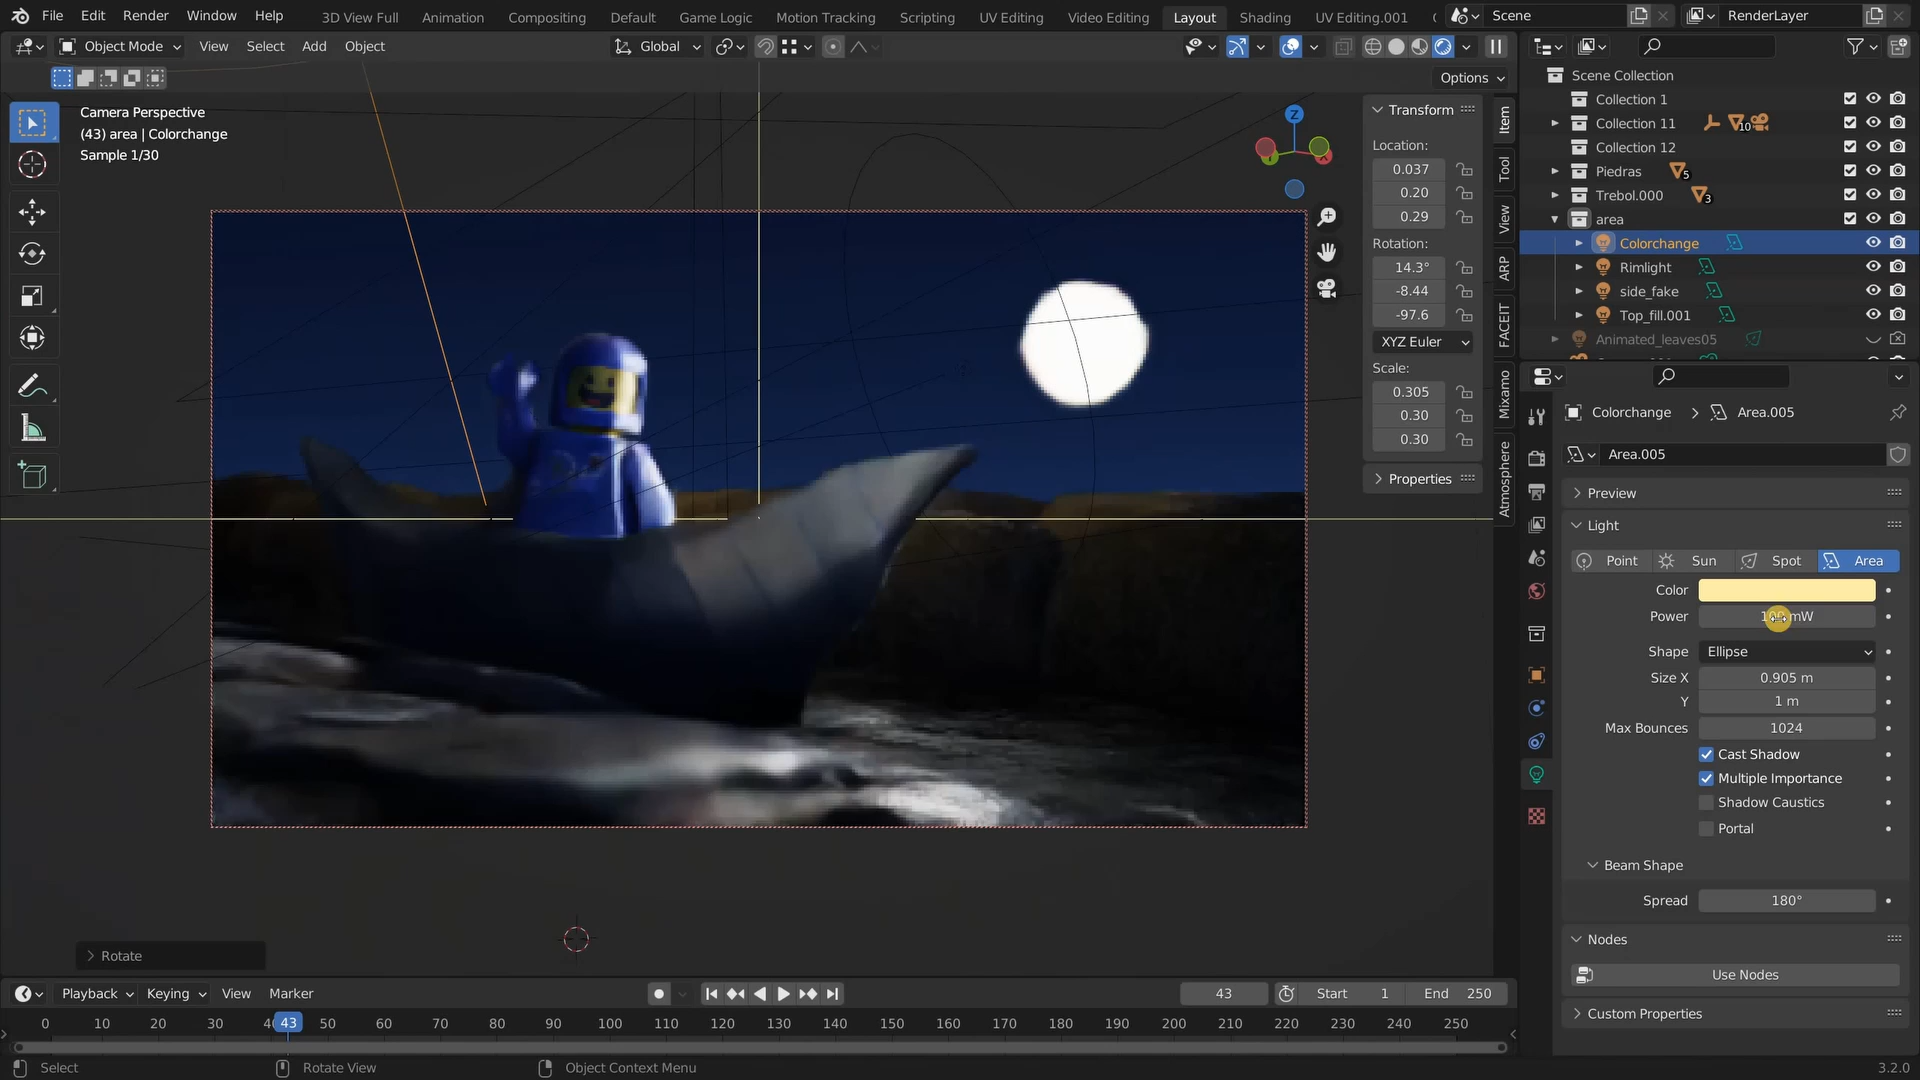 File Edit Render Window Help 3D View Full Animation Compositing Default Game Logic Motion Tracking Scripting UV Editing Video Editing Layout Shading UV Editing.001 Scene RenderLayer
Object Mode View Select Add Object Global
Options
Camera Perspective
(43) area | Colorchange
Sample 1/30
Z
Transform
Location:
0.037
0.20
0.29
Rotation:
14.3°
-8.44
-97.6
XYZ Euler
Scale:
0.305
0.30
0.30
Properties
Item
Tool
View
ARP
FACEIT
Mixamo
Atmosphere
Scene Collection
Collection 1
Collection 11 10
Collection 12
Piedras 5
Trebol.000 3
area
Colorchange
Rimlight
side_fake
Top_fill.001
Animated_leaves05
Colorchange Area.005
Area.005
Preview
Light
Point Sun Spot Area
Color
Power mW
Shape Ellipse
Size X 0.905 m
Y 1 m
Max Bounces 1024
Cast Shadow
Multiple Importance
Shadow Caustics
Portal
Beam Shape
Spread 180°
Nodes
Use Nodes
Custom Properties
Rotate
Playback Keying View Marker 43 Start 1 End 250
0 10 20 30 43 50 60 70 80 90 100 110 120 130 140 150 160 170 180 190 200 210 220 230 240 250
Select Rotate View Object Context Menu 3.2.0